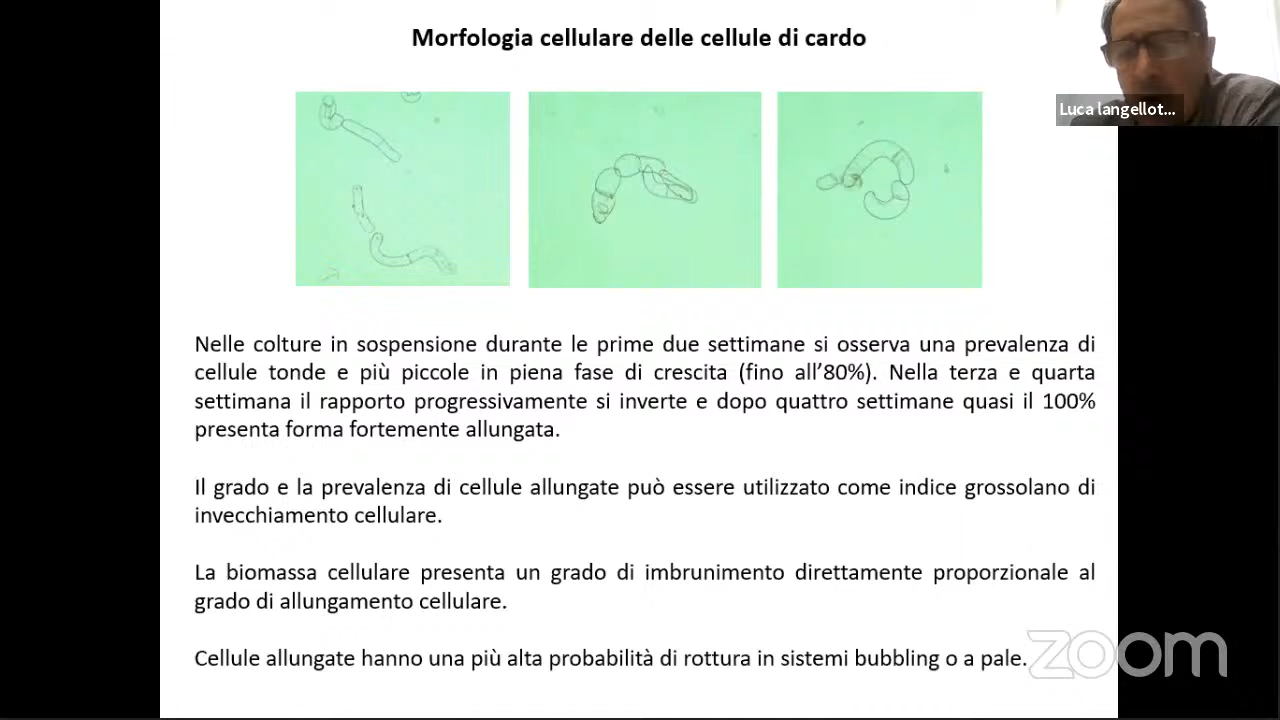 Morfologia cellulare delle cellule di cardo
Luca langellot...
Nelle colture in sospensione durante le prime due settimane si osserva una prevalenza di
cellule tonde e più piccole in piena fase di crescita (fino all’80%). Nella terza e quarta
settimana il rapporto progressivamente si inverte e dopo quattro settimane quasi il 100%
presenta forma fortemente allungata.
Il grado e la prevalenza di cellule allungate può essere utilizzato come indice grossolano di
invecchiamento cellulare.
La biomassa cellulare presenta un grado di imbrunimento direttamente proporzionale al
grado di allungamento cellulare.
Cellule allungate hanno una più alta probabilità di rottura in sistemi bubbling o a pale.
zoom